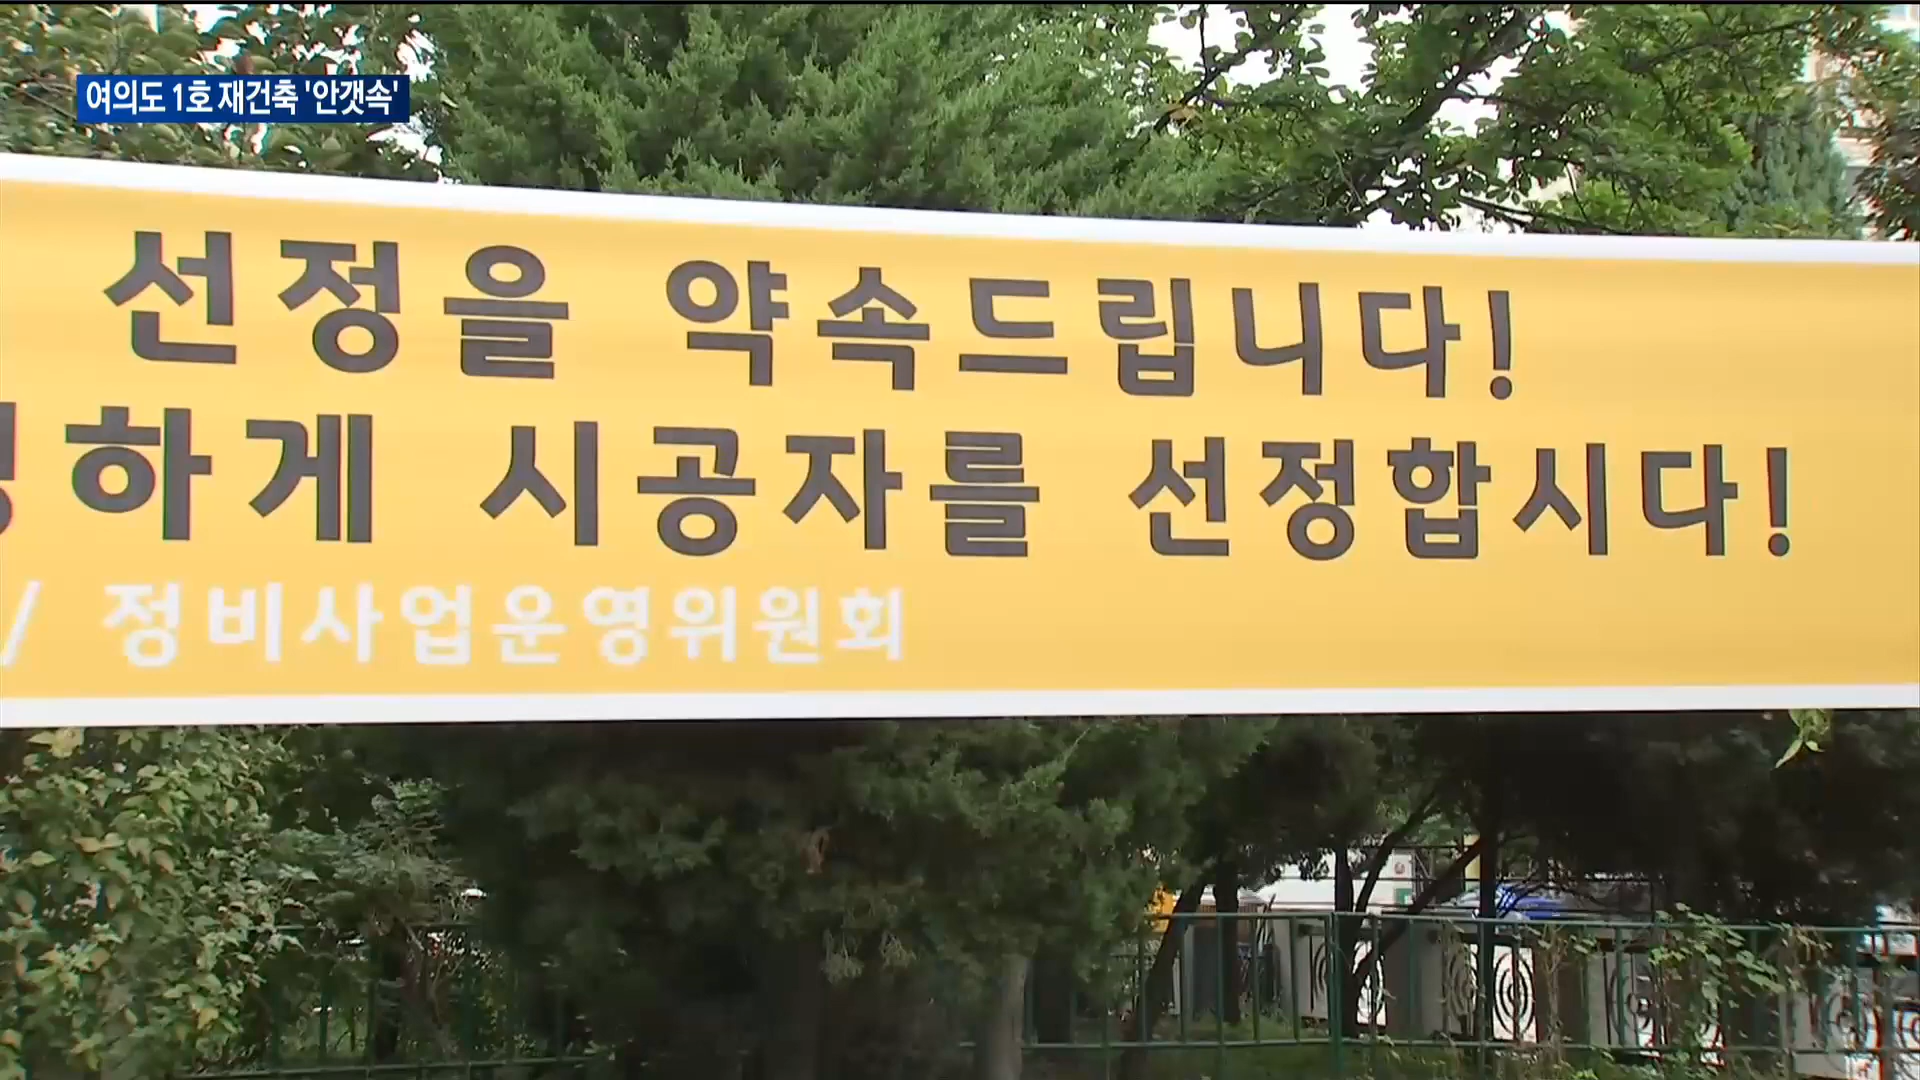 여의도 1호 재건축 '안갯속'
선정을 약속드립니다!
하게 시공자를 선정합시다!
/ 정비사업운영위원회